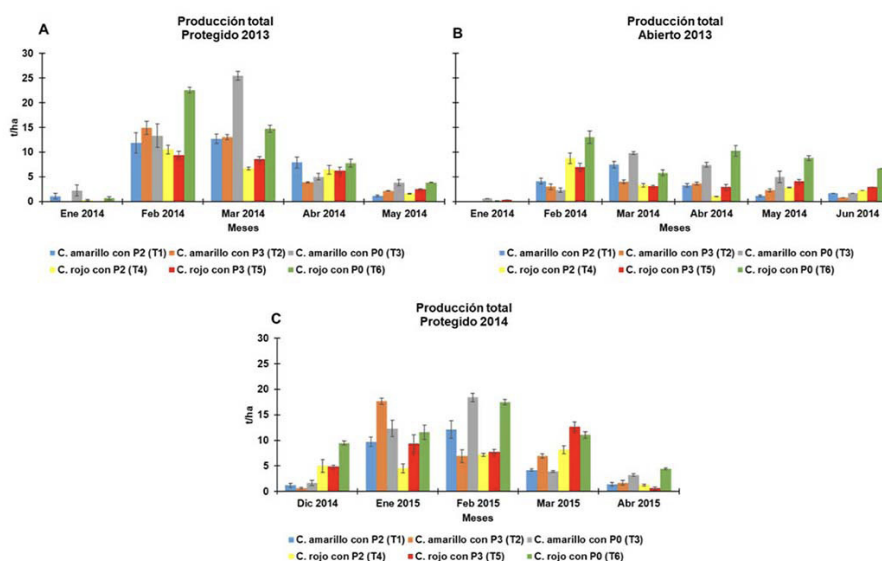 A
Producción total
Protegido 2013
30
25
20
15
10
5
0
t/ha
Ene 2014 Feb 2014 Mar 2014 Abr 2014 May 2014
Meses
C. amarillo con P2 (T1) C. amarillo con P3 (T2) C. amarillo con P0 (T3)
C. rojo con P2 (T4) C. rojo con P3 (T5) C. rojo con P0 (T6)
B
Producción total
Abierto 2013
30
25
20
15
10
5
0
Ene 2014 Feb 2014 Mar 2014 Abr 2014 May 2014 Jun 2014
Meses
C. amarillo con P2 (T1) C. amarillo con P3 (T2) C. amarillo con P0 (T3)
C. rojo con P2 (T4) C. rojo con P3 (T5) C. rojo con P0 (T6)
C
Producción total
Protegido 2014
30
25
20
15
10
5
0
t/ha
Dic 2014 Ene 2015 Feb 2015 Mar 2015 Abr 2015
Meses
C. amarillo con P2 (T1) C. amarillo con P3 (T2) C. amarillo con P0 (T3)
C. rojo con P2 (T4) C. rojo con P3 (T5) C. rojo con P0 (T6)